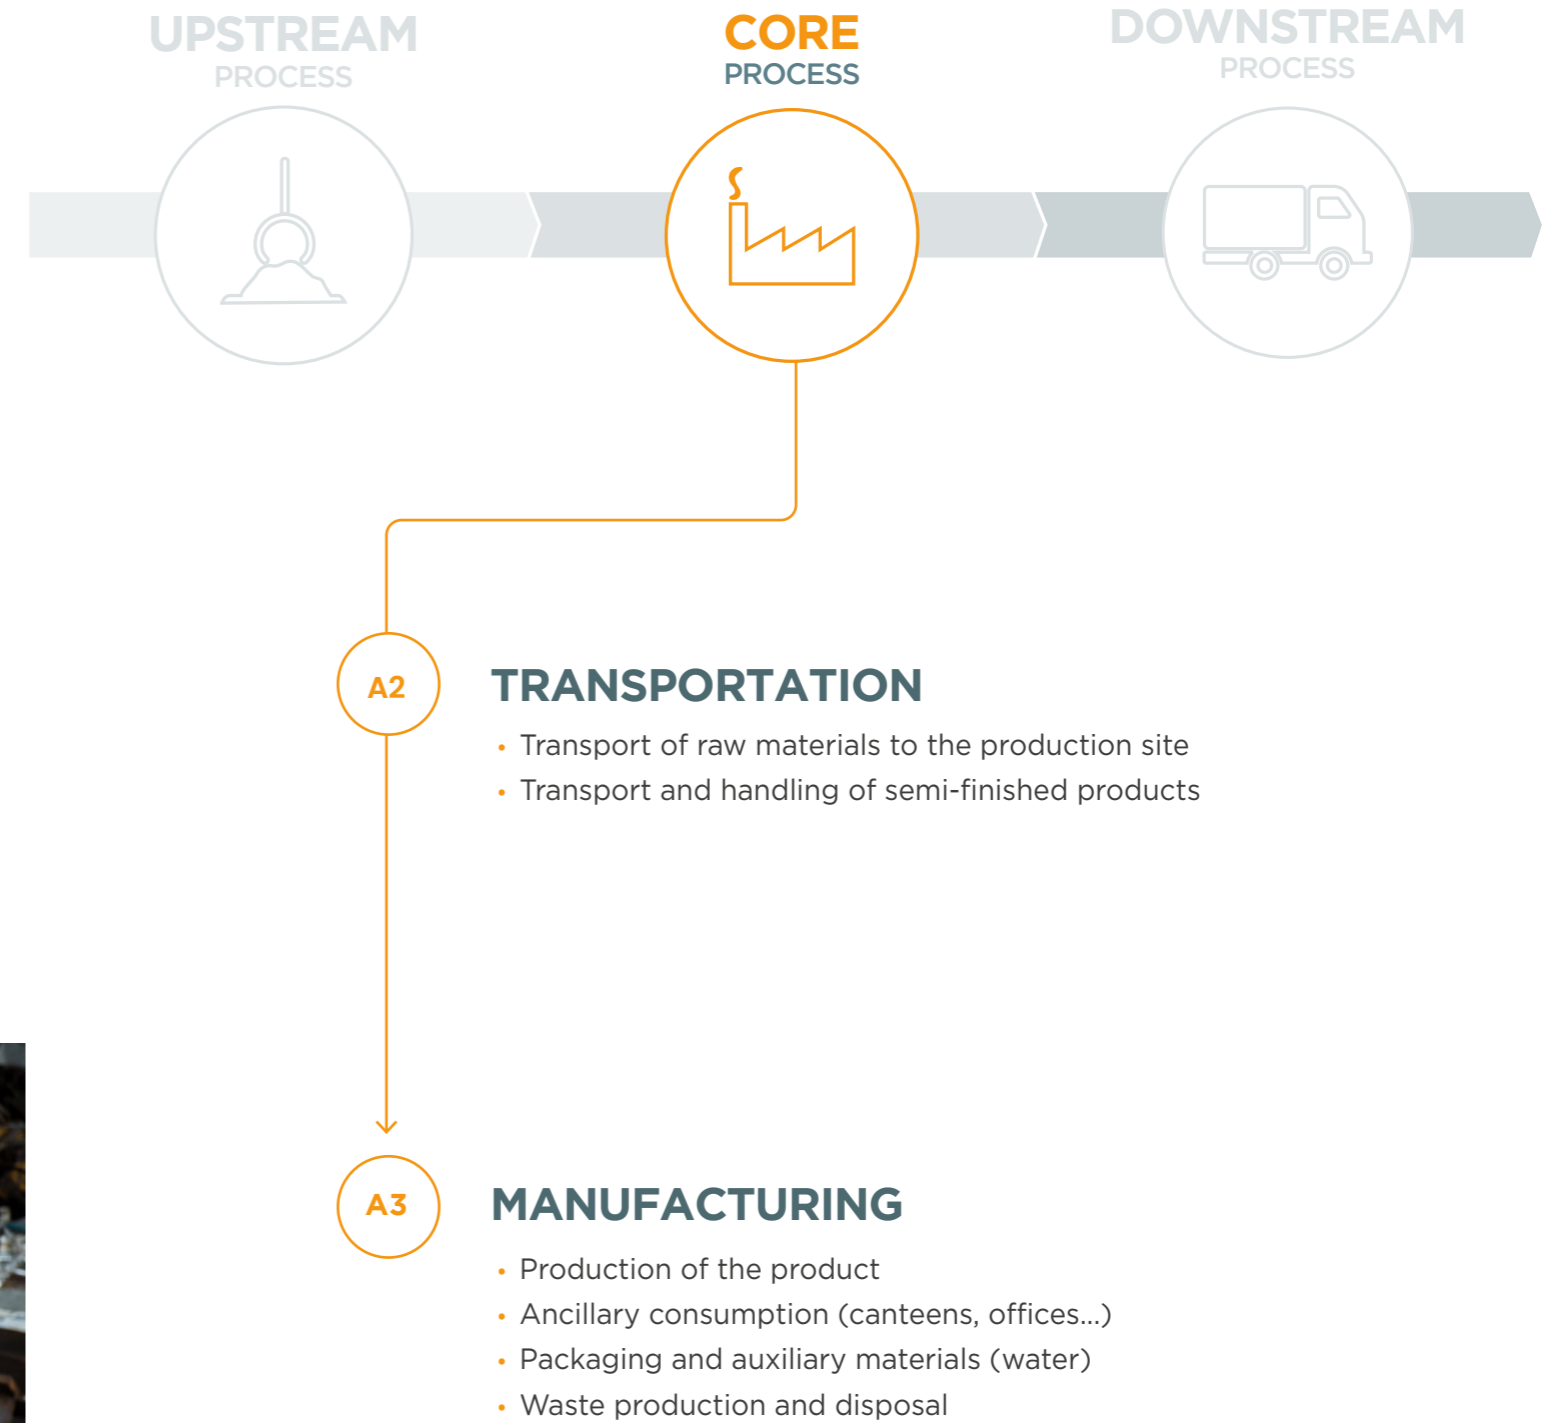 UPSTREAM
PROCESS
CORE
PROCESS
DOWNSTREAM
PROCESS
A2
TRANSPORTATION
• Transport of raw materials to the production site
• Transport and handling of semi-finished products
A3
MANUFACTURING
• Production of the product
• Ancillary consumption (canteens, offices...)
• Packaging and auxiliary materials (water)
• Waste production and disposal